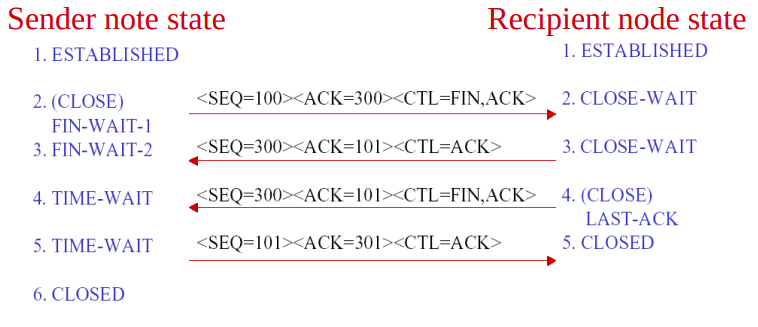 Sender note state
Recipient node state
1. ESTABLISHED
1. ESTABLISHED
2. (CLOSE)
FIN-WAIT-1
<SEQ=100><ACK=300><CTL=FIN,ACK>
2. CLOSE-WAIT
3. FIN-WAIT-2
<SEQ=300><ACK=101><CTL=ACK>
3. CLOSE-WAIT
4. TIME-WAIT
<SEQ=300><ACK=101><CTL=FIN,ACK>
4. (CLOSE)
LAST-ACK
5. TIME-WAIT
<SEQ=101><ACK=301><CTL=ACK>
5. CLOSED
6. CLOSED